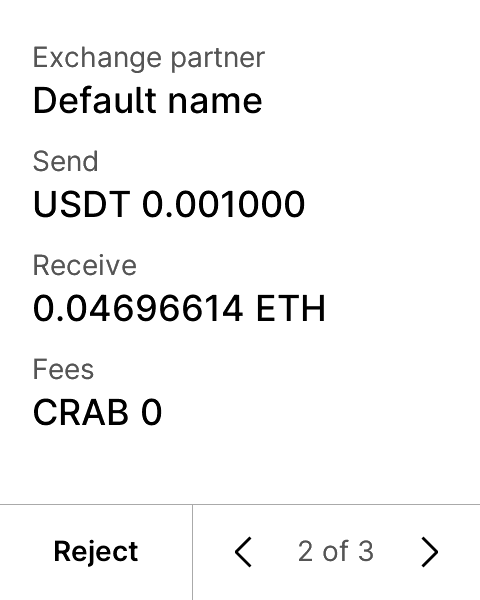 Exchange partner
Default name
Send
USDT 0.001000
Receive
0.04696614 ETH
Fees
CRAB 0
Reject
2 of 3